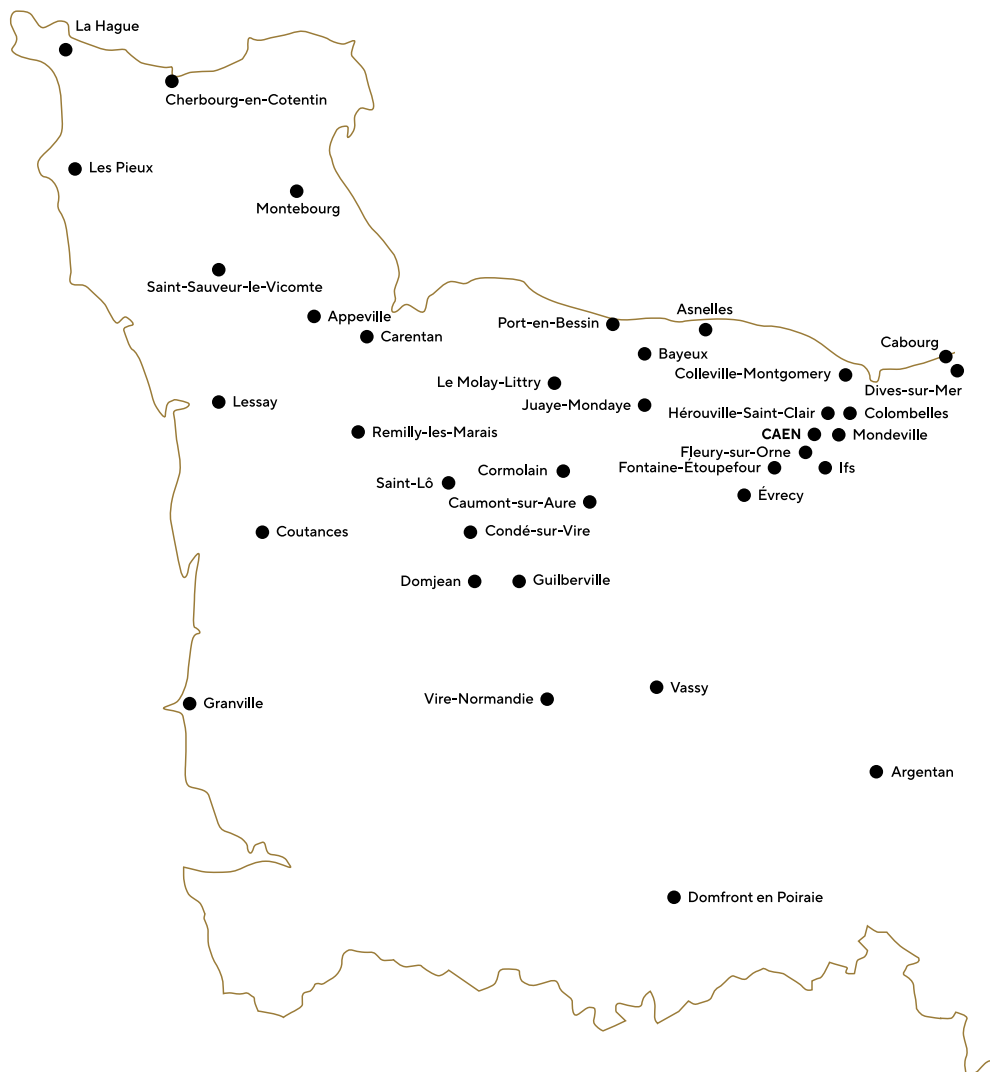 La Hague
Cherbourg-en-Cotentin
Les Pieux
Montebourg
Saint-Sauveur-le-Vicomte
Appeville
Carentan
Port-en-Bessin
Asnelles
Bayeux
Cabourg
Colleville-Montgomery
Dives-sur-Mer
Le Molay-Littry
Lessay
Juaye-Mondaye
Hérouville-Saint-Clair
Colombelles
Remilly-les-Marais
CAEN
Mondeville
Fleury-sur-Orne
Fontaine-Étoupefour
Ifs
Cormolain
Saint-Lô
Évrecy
Caumont-sur-Aure
Coutances
Condé-sur-Vire
Domjean
Guilberville
Vassy
Vire-Normandie
Granville
Argentan
Domfront en Poiraie